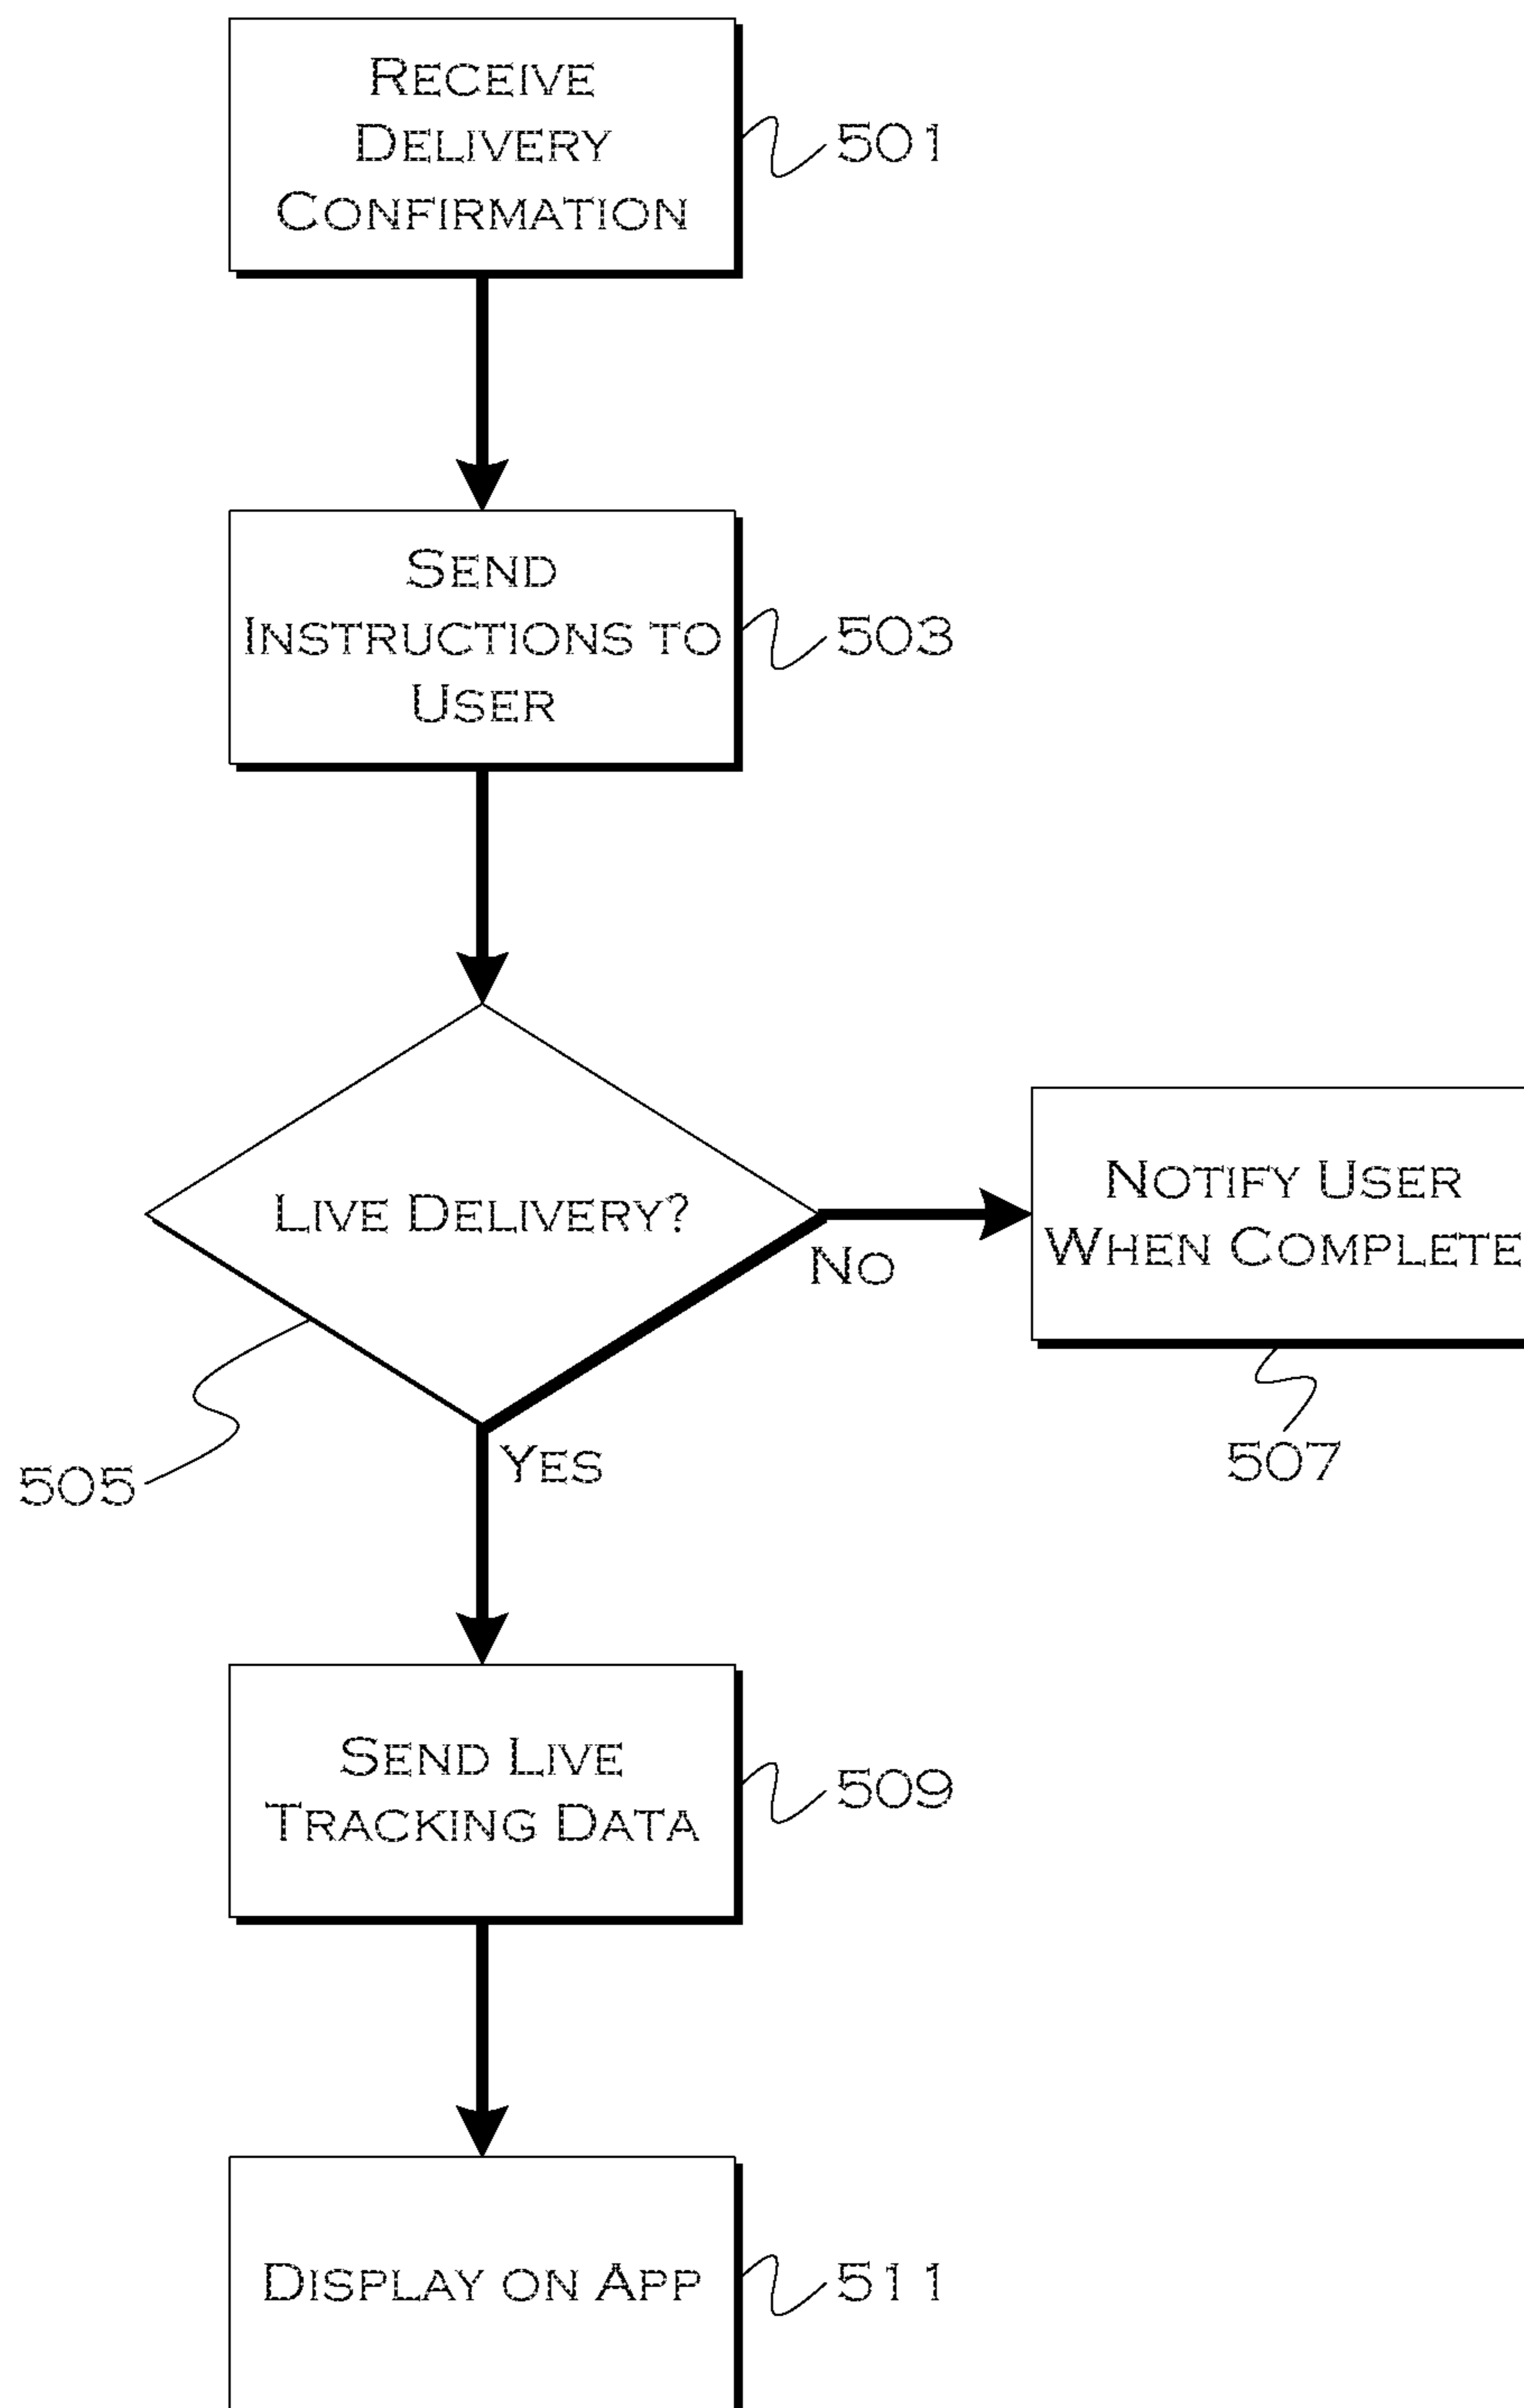 RECEIVE
DELIVERY
CONFIRMATION
501
SEND
INSTRUCTIONS TO
USER
503
LIVE DELIVERY?
NO
NOTIFY USER
WHEN COMPLETE
507
YES
505
SEND LIVE
TRACKING DATA
509
DISPLAY ON APP
511